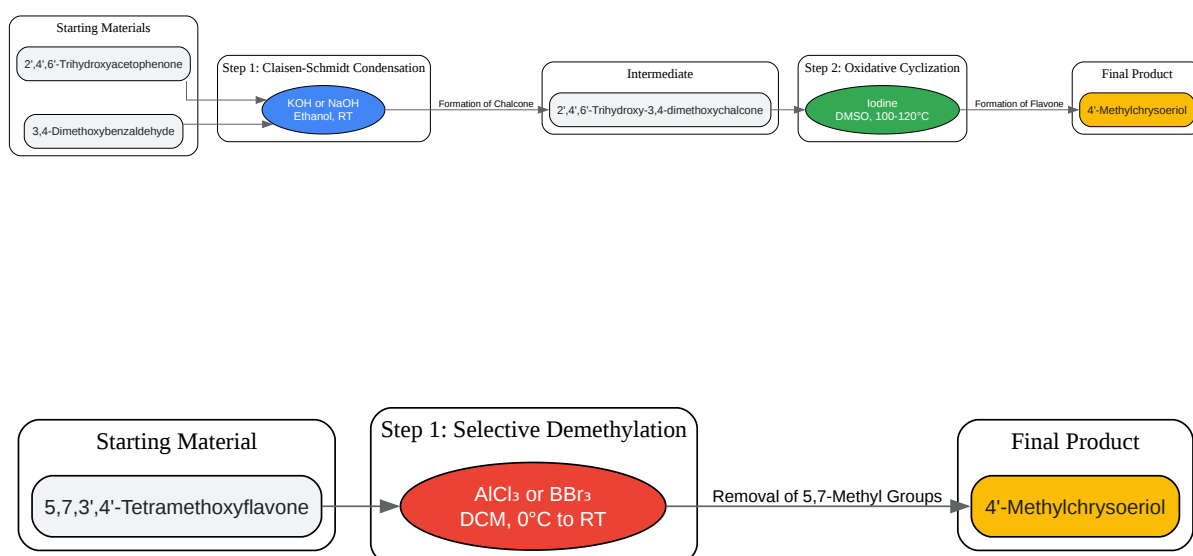 Starting Materials
2',4',6'-Trihydroxyacetophenone
3,4-Dimethoxybenzaldehyde
Step 1: Claisen-Schmidt Condensation
KOH or NaOH
Ethanol, RT
Formation of Chalcone
Intermediate
2',4',6'-Trihydroxy-3,4-dimethoxychalcone
Step 2: Oxidative Cyclization
Iodine
DMSO, 100-120°C
Formation of Flavone
Final Product
4'-Methylchrysoeriol
Starting Material
5,7,3',4'-Tetramethoxyflavone
Step 1: Selective Demethylation
AlCl₃ or BBr₃
DCM, 0°C to RT
Removal of 5,7-Methyl Groups
Final Product
4'-Methylchrysoeriol